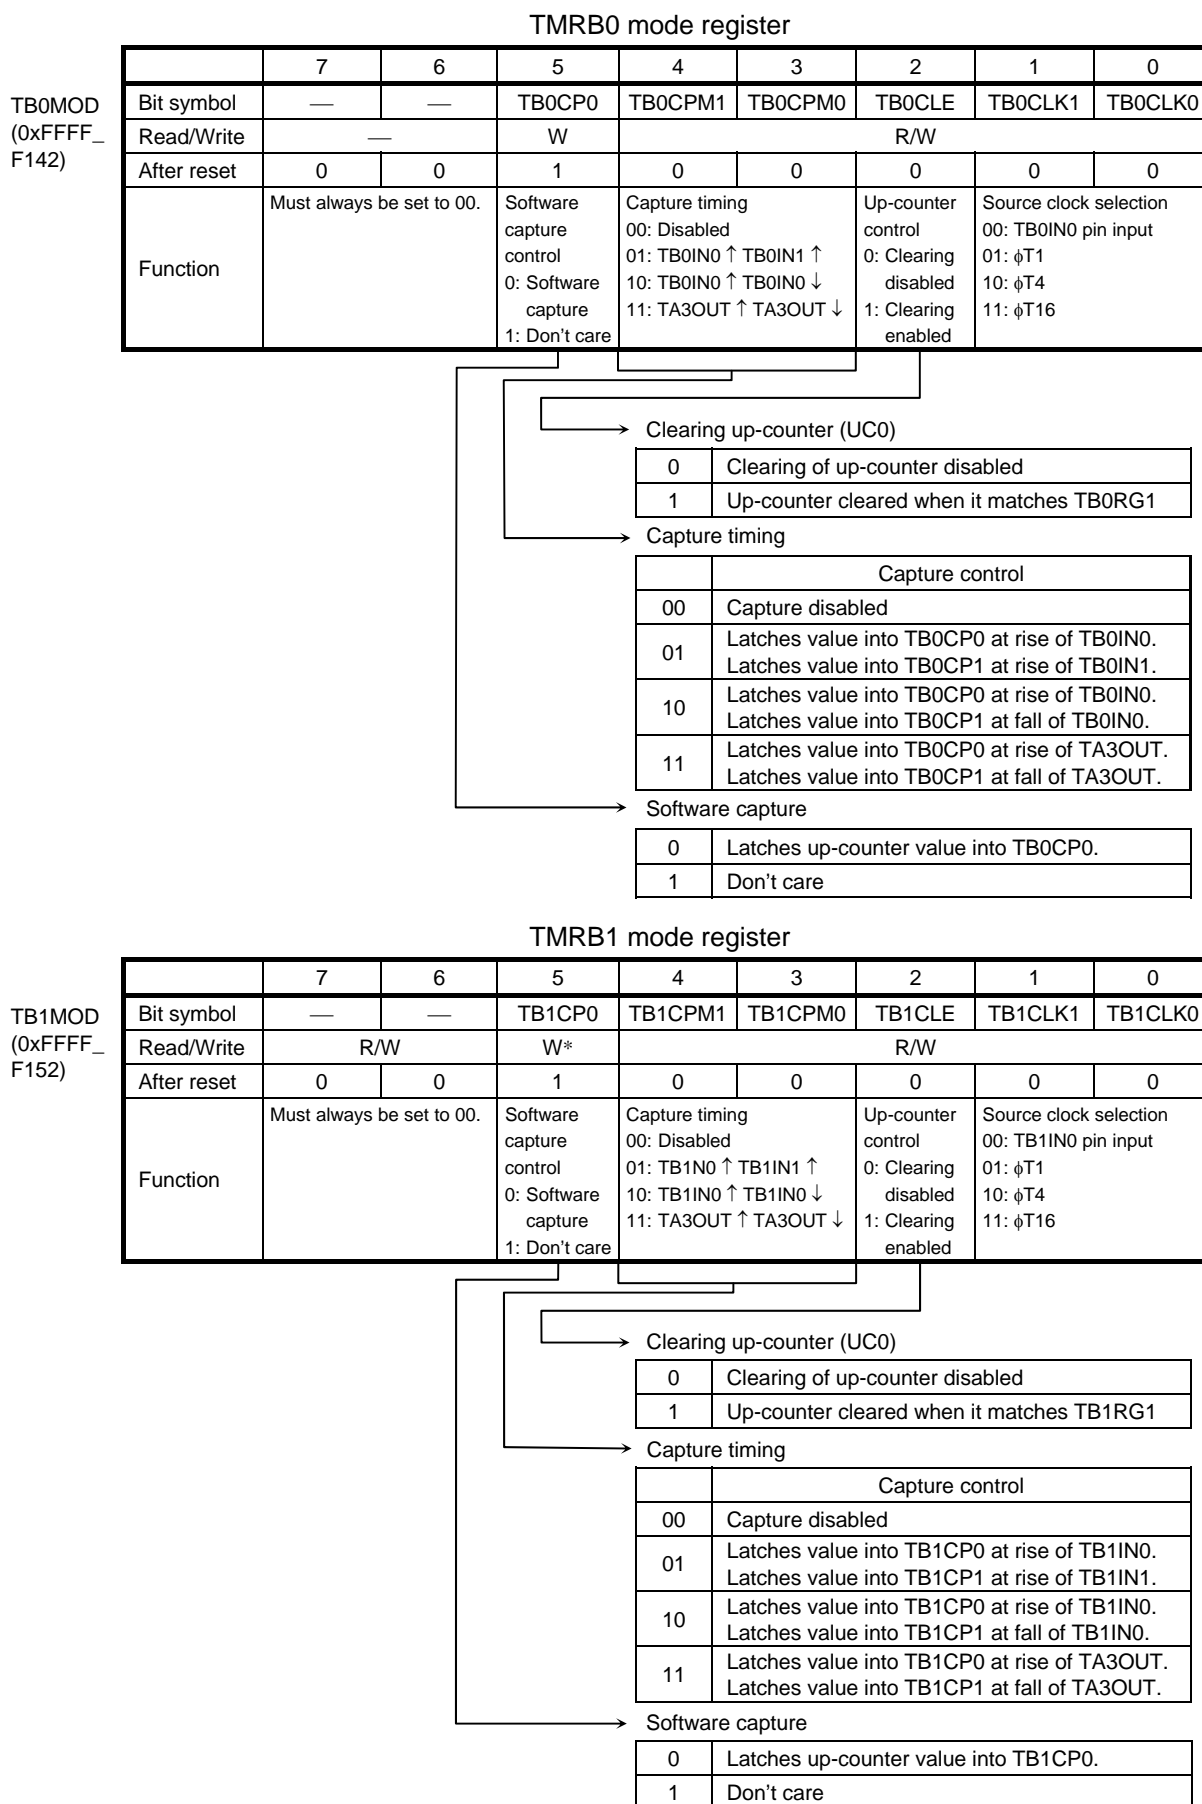 TMRB0 mode register
7 6 5 4 3 2 1 0
TB0MOD
(0xFFFF_
F142)
Bit symbol — — TB0CP0 TB0CPM1 TB0CPM0 TB0CLE TB0CLK1 TB0CLK0
Read/Write — W R/W
After reset 0 0 1 0 0 0 0 0
Function
Must always be set to 00.
Software
capture
control
0: Software
capture
1: Don't care
Capture timing
00: Disabled
01: TB0IN0 ↑ TB0IN1 ↑
10: TB0IN0 ↑ TB0IN0 ↓
11: TA3OUT ↑ TA3OUT ↓
Up-counter
control
0: Clearing
disabled
1: Clearing
enabled
Source clock selection
00: TB0IN0 pin input
01: ϕT1
10: ϕT4
11: ϕT16
Clearing up-counter (UC0)
0 Clearing of up-counter disabled
1 Up-counter cleared when it matches TB0RG1
Capture timing
Capture control
00 Capture disabled
01 Latches value into TB0CP0 at rise of TB0IN0.
Latches value into TB0CP1 at rise of TB0IN1.
10 Latches value into TB0CP0 at rise of TB0IN0.
Latches value into TB0CP1 at fall of TB0IN0.
11 Latches value into TB0CP0 at rise of TA3OUT.
Latches value into TB0CP1 at fall of TA3OUT.
Software capture
0 Latches up-counter value into TB0CP0.
1 Don't care
TMRB1 mode register
7 6 5 4 3 2 1 0
TB1MOD
(0xFFFF_
F152)
Bit symbol — — TB1CP0 TB1CPM1 TB1CPM0 TB1CLE TB1CLK1 TB1CLK0
Read/Write R/W W* R/W
After reset 0 0 1 0 0 0 0 0
Function
Must always be set to 00.
Software
capture
control
0: Software
capture
1: Don't care
Capture timing
00: Disabled
01: TB1N0 ↑ TB1IN1 ↑
10: TB1IN0 ↑ TB1IN0 ↓
11: TA3OUT ↑ TA3OUT ↓
Up-counter
control
0: Clearing
disabled
1: Clearing
enabled
Source clock selection
00: TB1IN0 pin input
01: ϕT1
10: ϕT4
11: ϕT16
Clearing up-counter (UC0)
0 Clearing of up-counter disabled
1 Up-counter cleared when it matches TB1RG1
Capture timing
Capture control
00 Capture disabled
01 Latches value into TB1CP0 at rise of TB1IN0.
Latches value into TB1CP1 at rise of TB1IN1.
10 Latches value into TB1CP0 at rise of TB1IN0.
Latches value into TB1CP1 at fall of TB1IN0.
11 Latches value into TB1CP0 at rise of TA3OUT.
Latches value into TB1CP1 at fall of TA3OUT.
Software capture
0 Latches up-counter value into TB1CP0.
1 Don't care